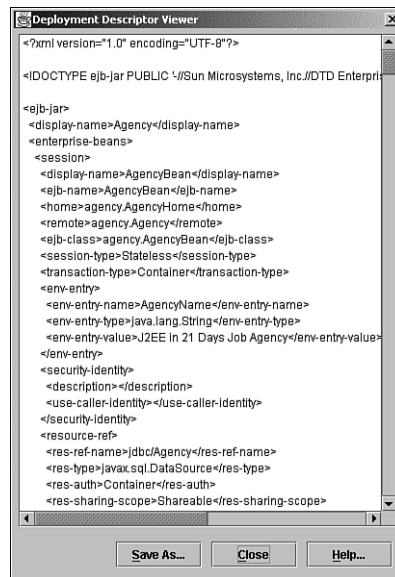 Deployment Descriptor Viewer
<?xml version="1.0" encoding="UTF-8"?>
<!DOCTYPE ejb-jar PUBLIC '-//Sun Microsystems, Inc.//DTD Enterpri
<ejb-jar>
<display-name>Agency</display-name>
<enterprise-beans>
<session>
<display-name>AgencyBean</display-name>
<ejb-name>AgencyBean</ejb-name>
<home>agency.AgencyHome</home>
<remote>agency.Agency</remote>
<ejb-class>agency.AgencyBean</ejb-class>
<session-type>Stateless</session-type>
<transaction-type>Container</transaction-type>
<env-entry>
<env-entry-name>AgencyName</env-entry-name>
<env-entry-type>java.lang.String</env-entry-type>
<env-entry-value>J2EE in 21 Days Job Agency</env-entry-value>
</env-entry>
<security-identity>
<description></description>
<use-caller-identity></use-caller-identity>
</security-identity>
<resource-ref>
<res-ref-name>jdbc/Agency</res-ref-name>
<res-type>javax.sql.DataSource</res-type>
<res-auth>Container</res-auth>
<res-sharing-scope>Shareable</res-sharing-scope>
Save As... Close Help...